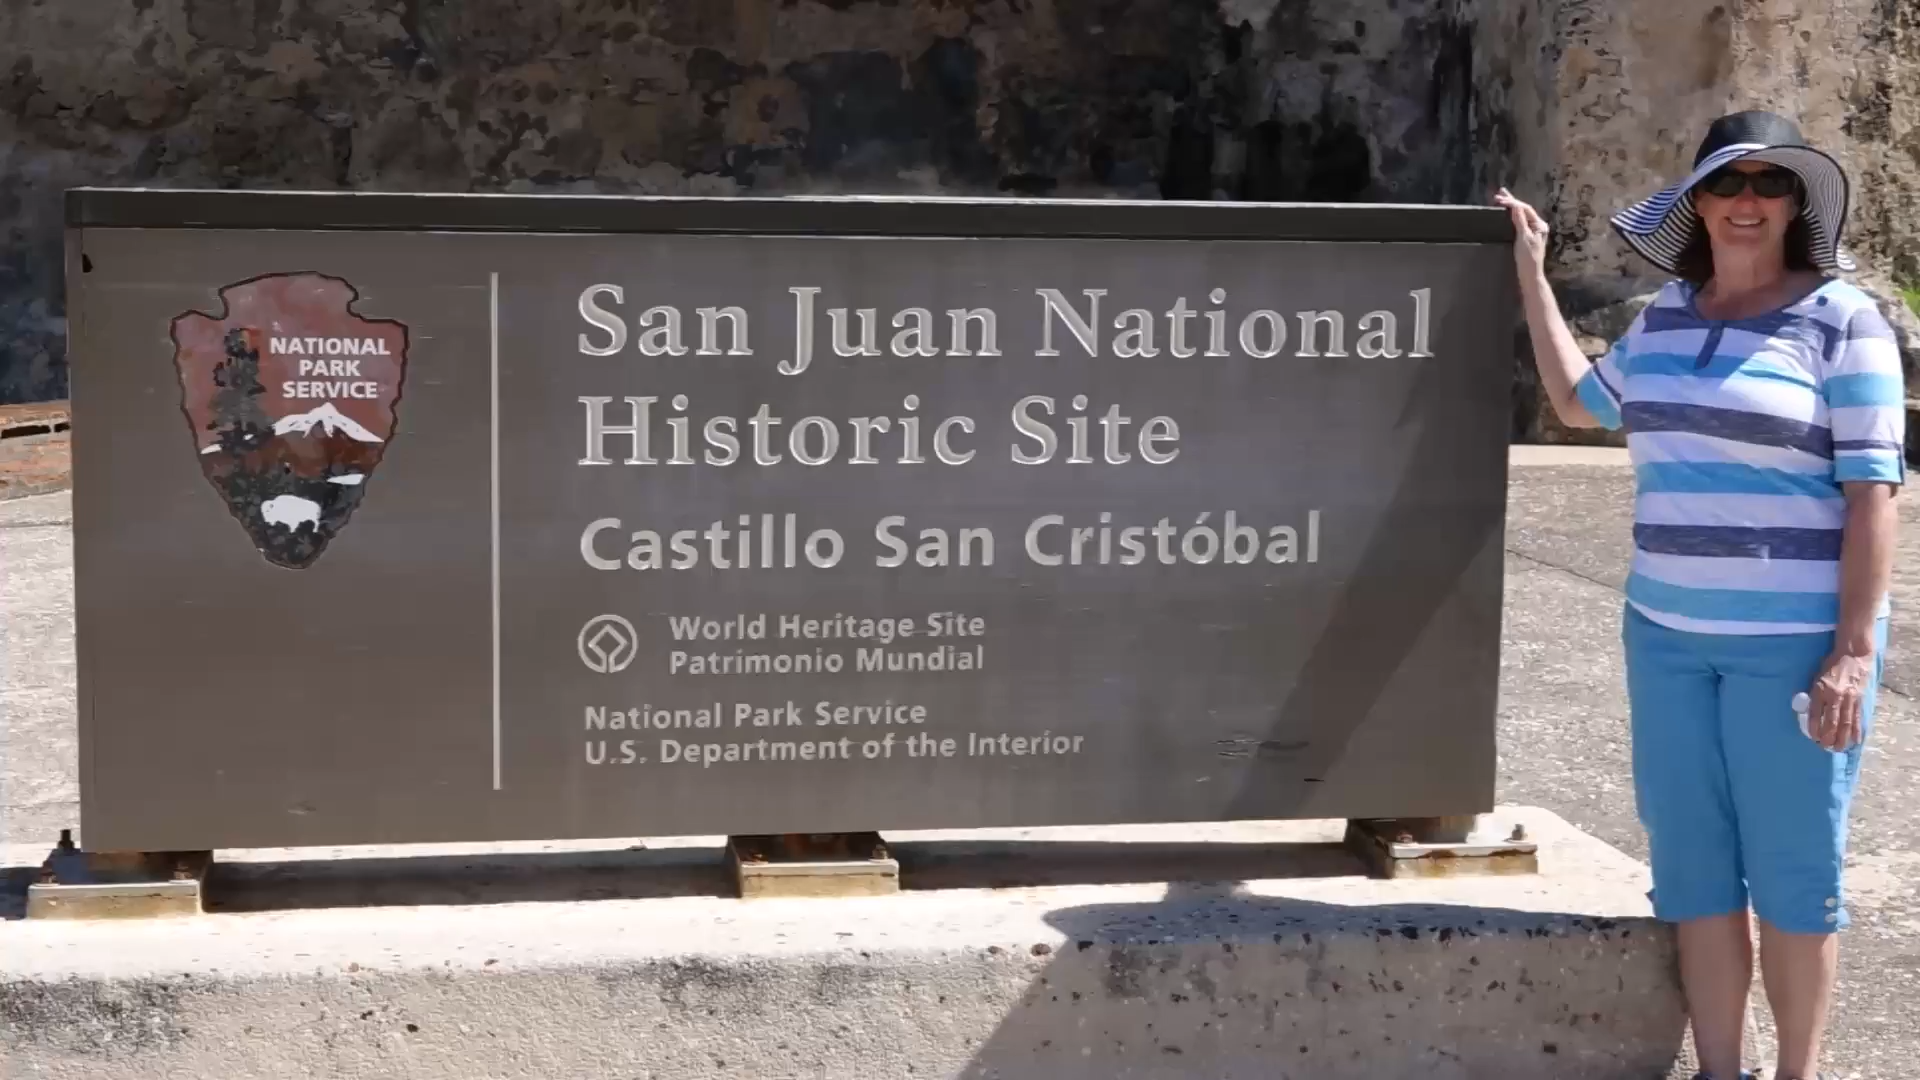 NATIONAL
PARK
SERVICE
San Juan National
Historic Site
Castillo San Cristóbal
World Heritage Site
Patrimonio Mundial
National Park Service
U.S. Department of the Interior